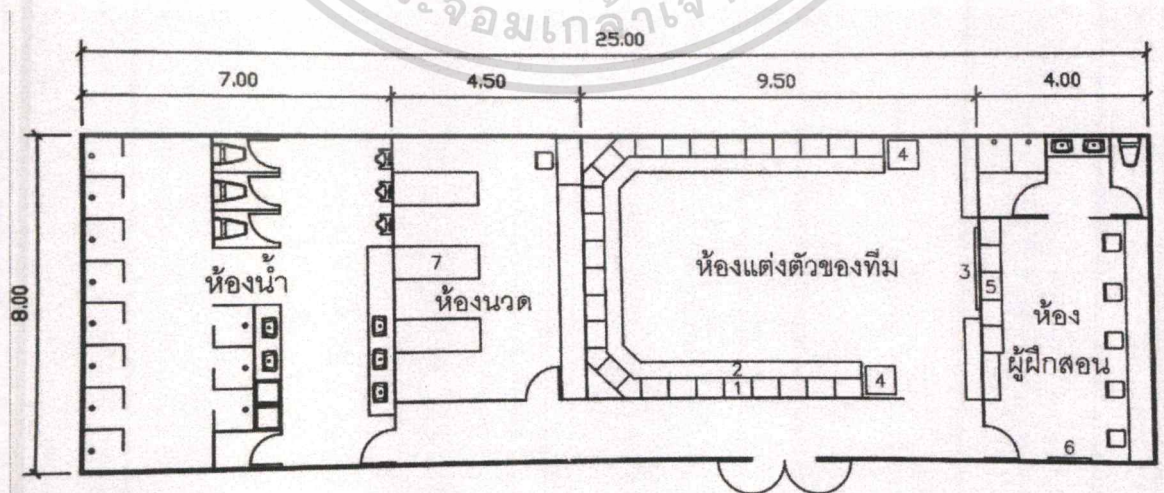 ะจอมเกล้าเจ้า
25.00
7.00 4.50 9.50 4.00
8.00
4
7
ห้องน้ำ
ห้องนวด
ห้องแต่งตัวของทีม
3
5
ห้อง
ผู้ฝึกสอน
2
1
4
6